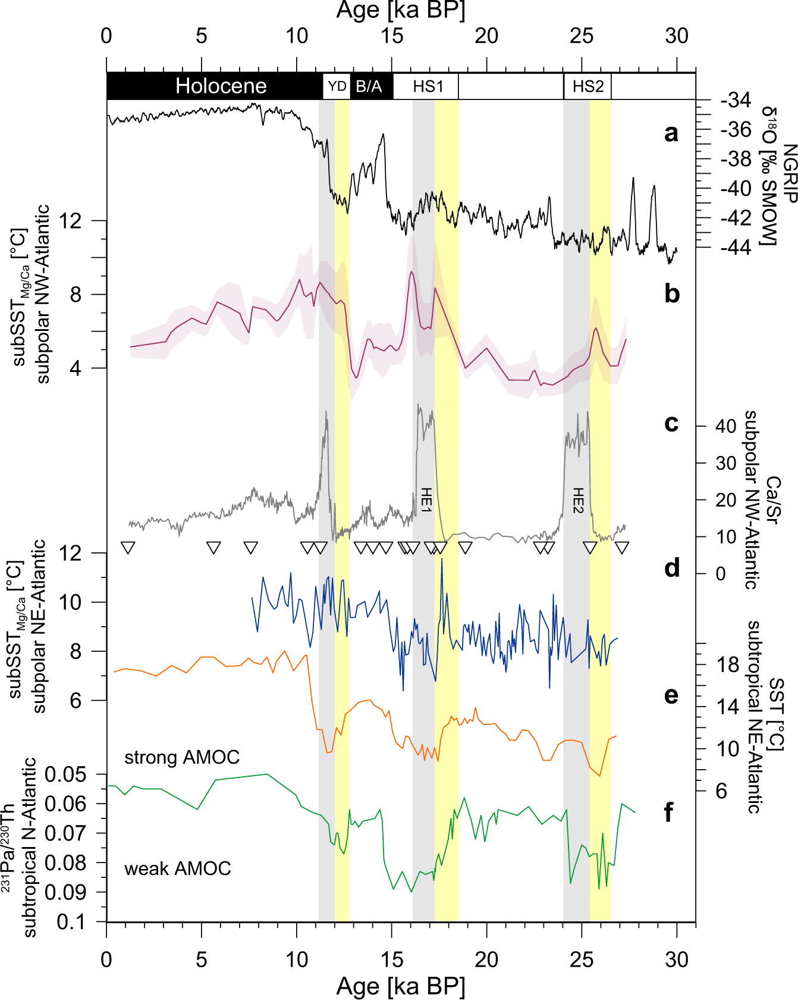 Age [ka BP]
0 5 10 15 20 25 30
Holocene YD B/A HS1 HS2
a
-34
-36
-38
-40
-42
-44
δ18O [‰ SMOW]
NGRIP
b
12
8
4
subSSTMg/Ca [°C]
subpolar NW-Atlantic
c
40
30
20
10
0
subpolar NW-Atlantic
Ca/Sr
HE1
HE2
d
12
10
8
6
subSSTMg/Ca [°C]
subpolar NE-Atlantic
e
18
14
10
6
SST [°C]
subtropical NE-Atlantic
strong AMOC
f
0.05
0.06
0.07
0.08
0.09
0.1
231Pa/230Th
subtropical N-Atlantic
weak AMOC
0 5 10 15 20 25 30
Age [ka BP]